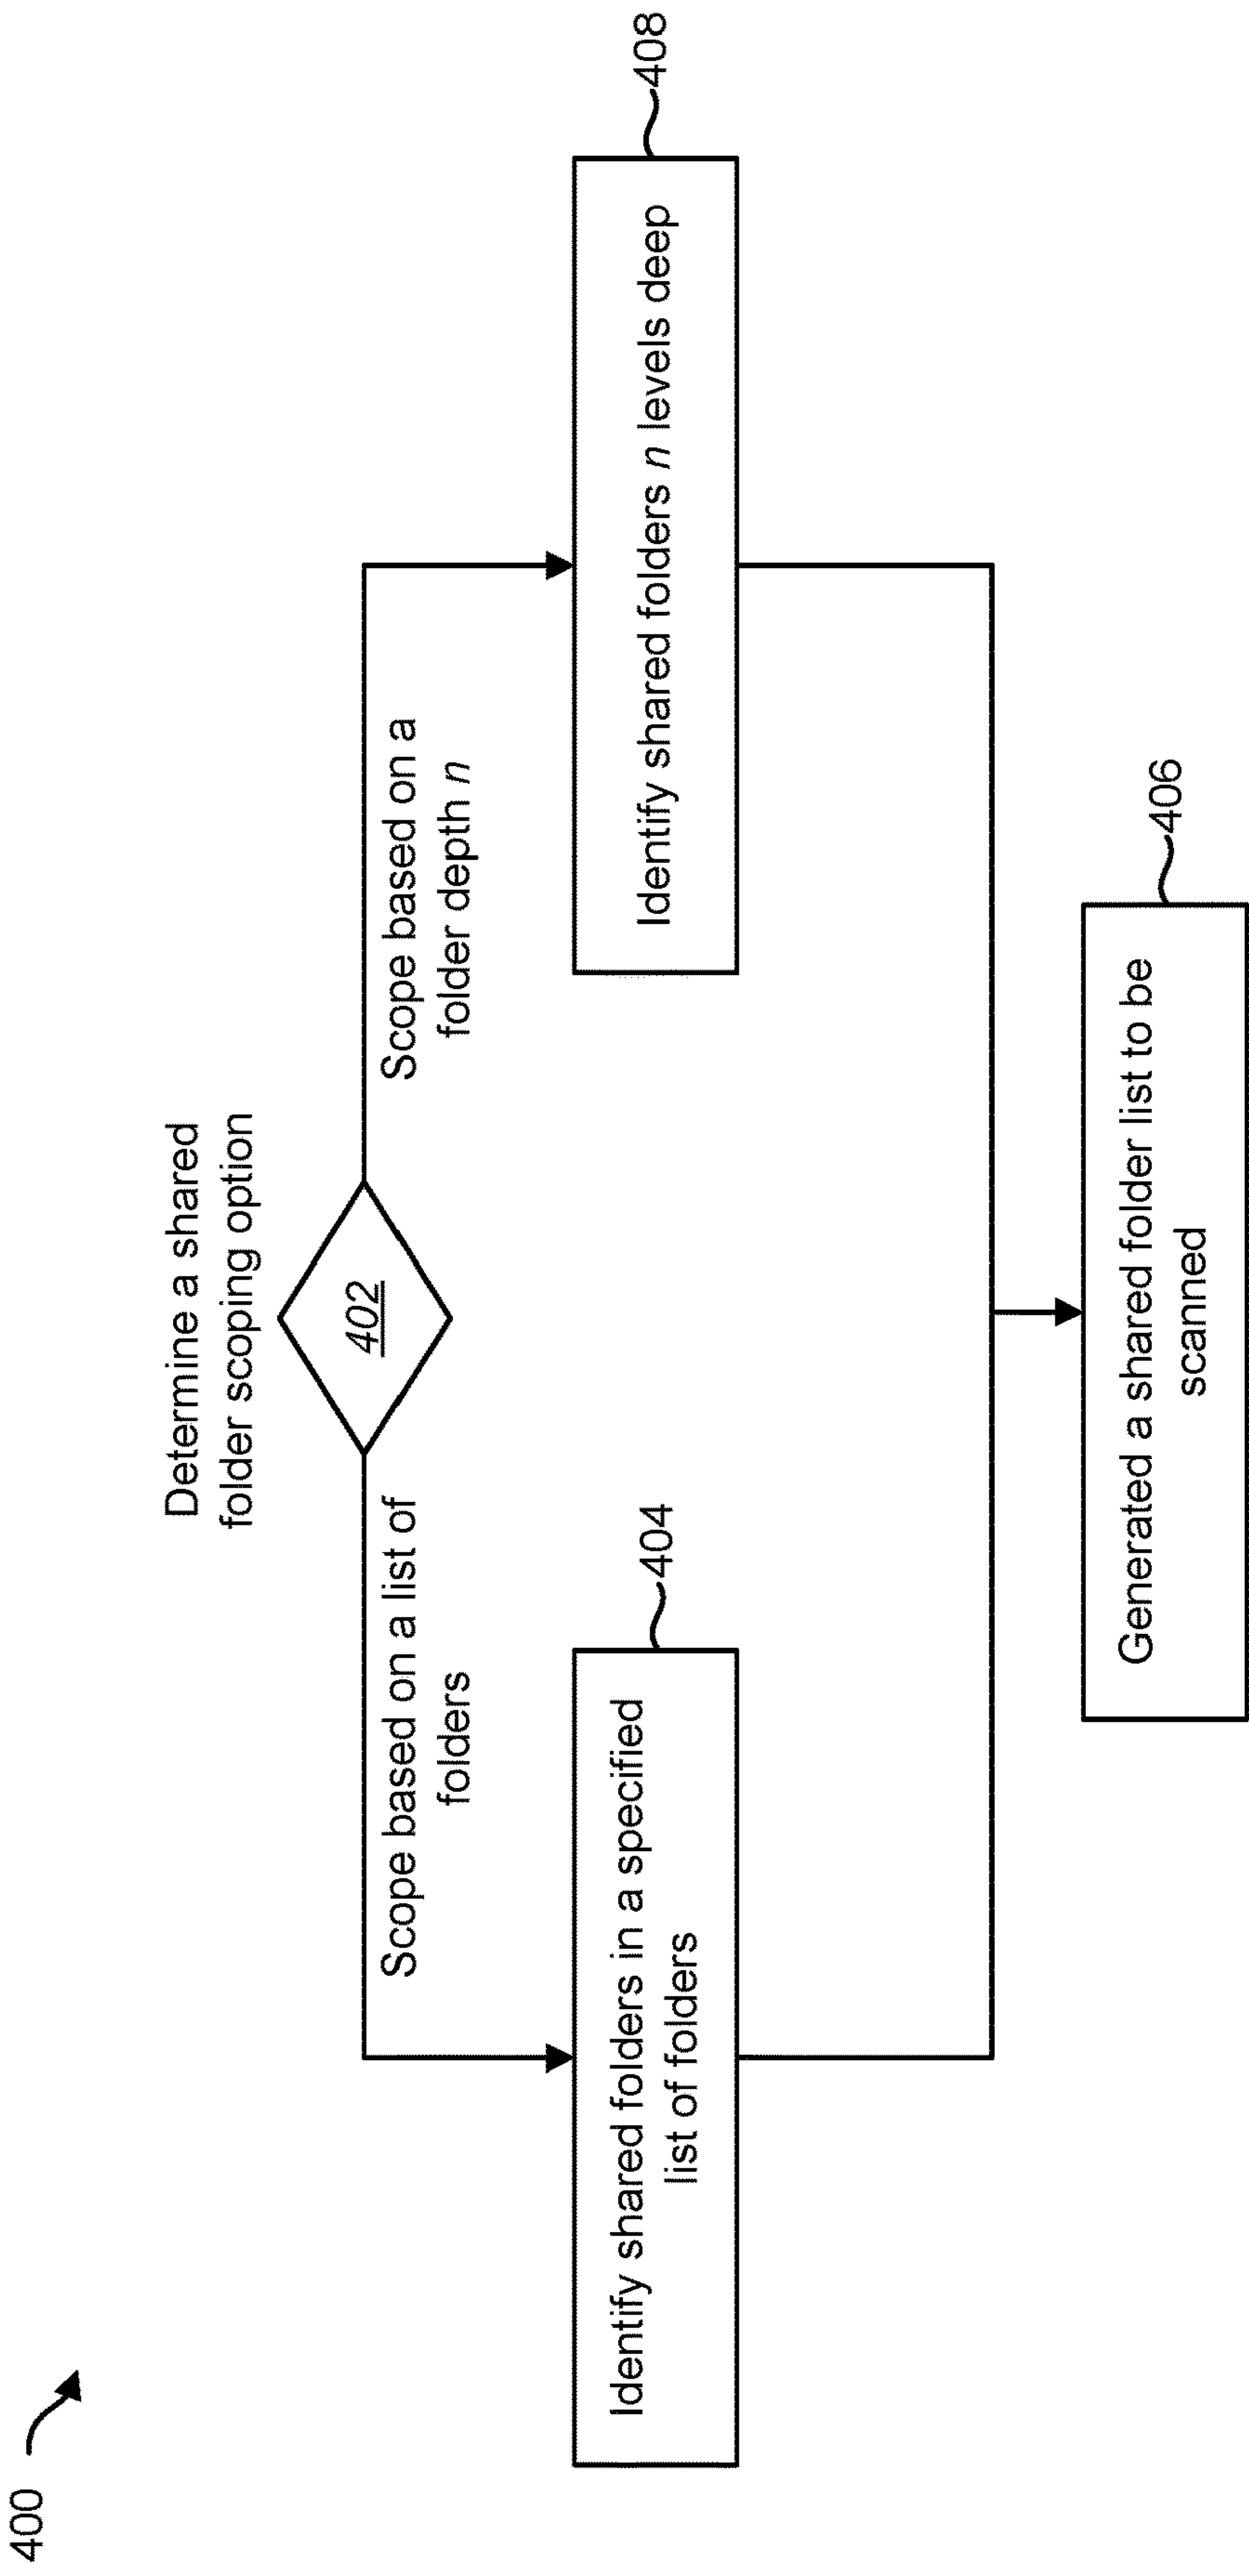 400
Determine a shared
folder scoping option
402
Scope based on a list of
folders
Scope based on a
folder depth n
404
Identify shared folders in a specified
list of folders
408
Identify shared folders n levels deep
406
Generated a shared folder list to be
scanned